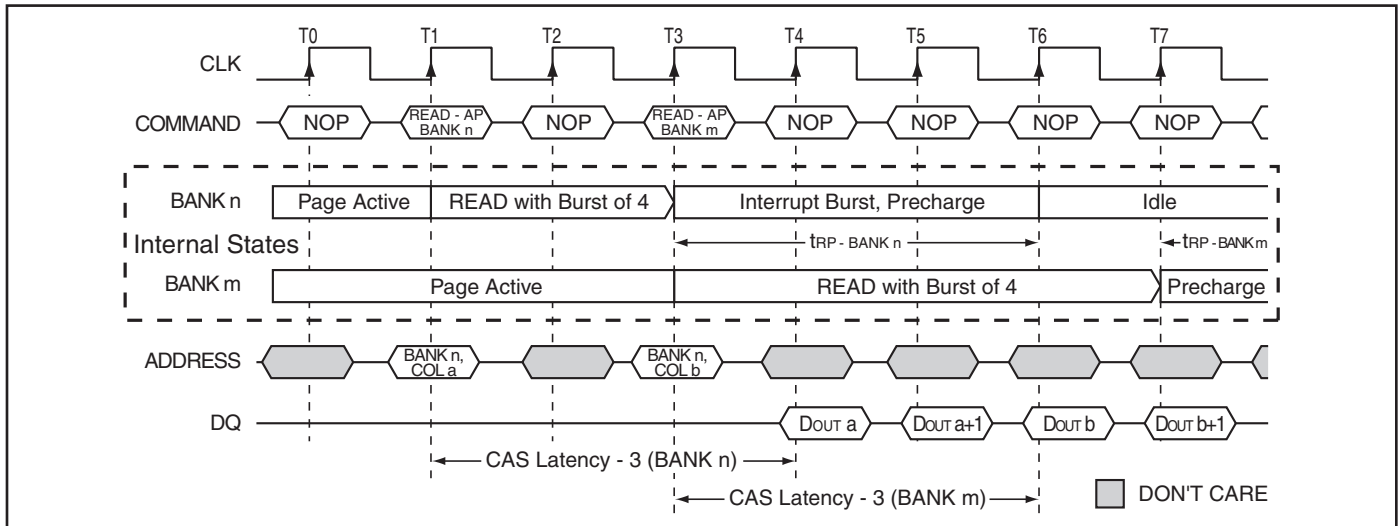 T0 T1 T2 T3 T4 T5 T6 T7
CLK
COMMAND NOP READ - AP BANK n NOP READ - AP BANK m NOP NOP NOP NOP
BANK n Page Active READ with Burst of 4 Interrupt Burst, Precharge Idle
Internal States tRP - BANK n tRP - BANK m
BANK m Page Active READ with Burst of 4 Precharge
ADDRESS BANK n, COL a BANK n, COL b
DQ DOUT a DOUT a+1 DOUT b DOUT b+1
CAS Latency - 3 (BANK n)
CAS Latency - 3 (BANK m) DON'T CARE